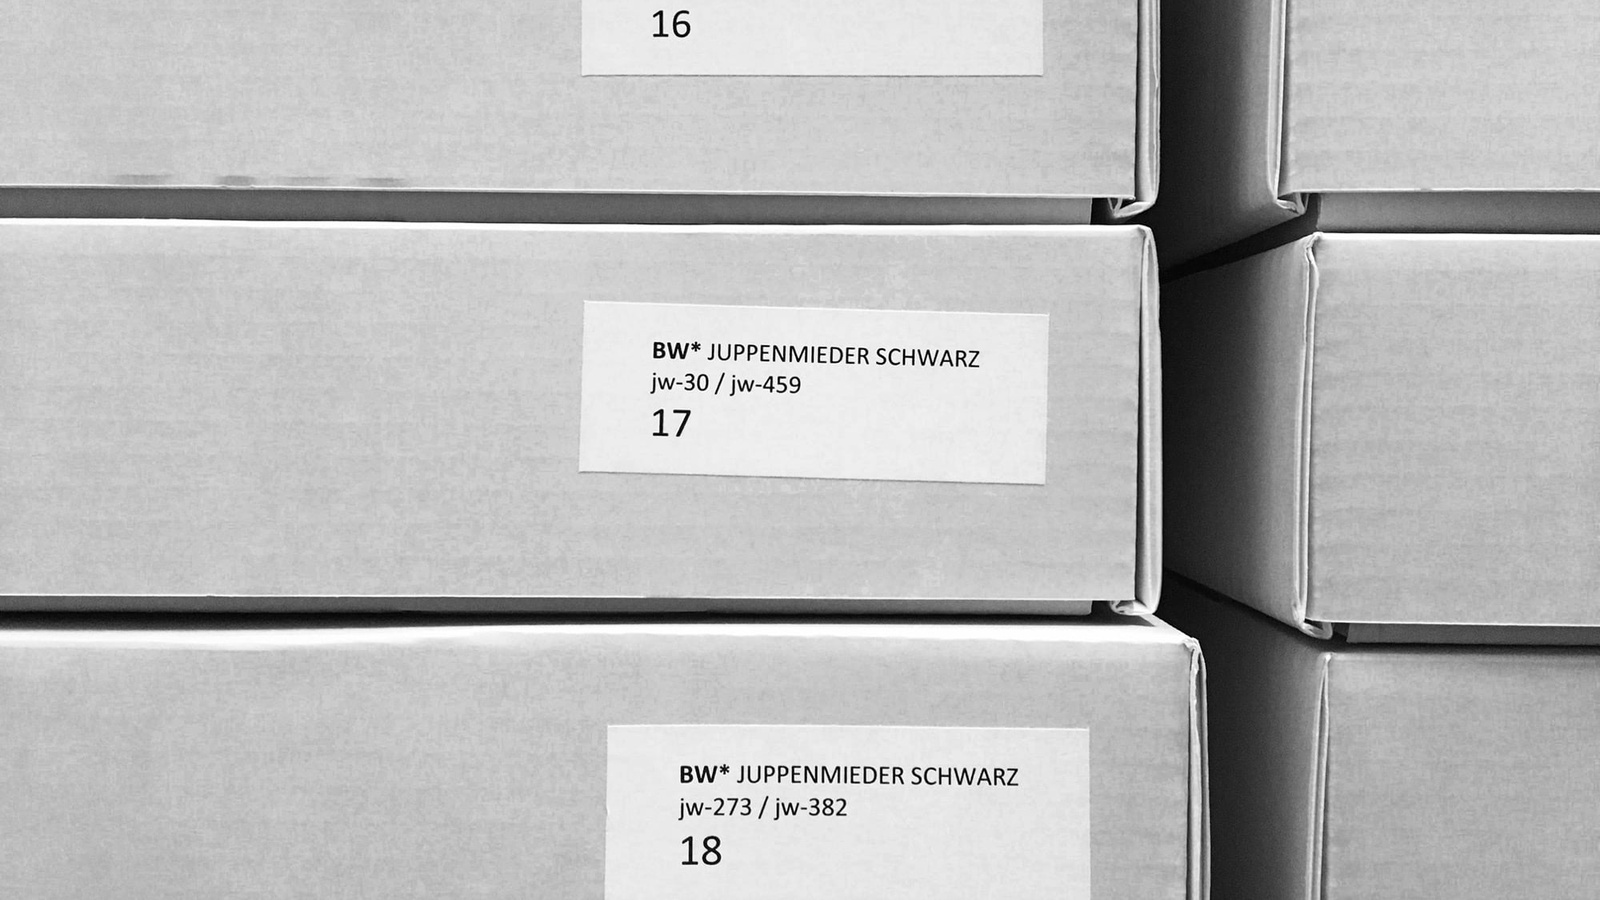 16
BW* JUPPENMIEDER SCHWARZ
jw-30 / jw-459
17
BW* JUPPENMIEDER SCHWARZ
jw-273 / jw-382
18